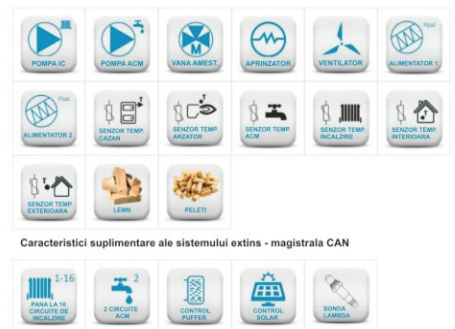 POMPA IC
POMPA ACM
M
VANA AMEST.
APRINZATOR
VENTILATOR
ALIMENTATOR 1
ALIMENTATOR 2
T
SENZOR TEMP.
CAZAN
T
SENZOR TEMP.
ARZATOR
SENZOR TEMP.
ACM
SENZOR TEMP.
INCALZIRE
SENZOR TEMP.
INTERIOARA
SENZOR TEMP.
EXTERIOARA
LEMN
PELETI
Caracteristici suplimentare ale sistemului extins - magistrala CAN
1-16
PANA LA 16
CIRCUITE DE
INCALZIRE
2
2 CIRCUITE
ACM
CONTROL
PUFFER
CONTROL
SOLAR
SONDA
LAMBDA